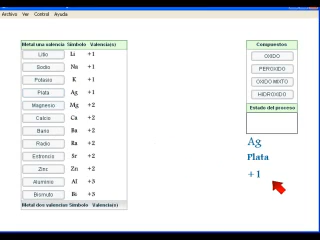 Archivo Ver Control Ayuda
Metal una valencia Símbolo Valencia(s)
Litio Li +1
Sodio Na +1
Potasio K +1
Plata Ag +1
Magnesio Mg +2
Calcio Ca +2
Bario Ba +2
Radio Ra +2
Estroncio Sr +2
Zinc Zn +2
Aluminio Al +3
Bismuto Bi +3
Metal dos valencias Símbolo Valencia(s)
Compuestos
OXIDO
PEROXIDO
OXIDO MIXTO
HIDROXIDO
Estado del proceso
Ag
Plata
+1